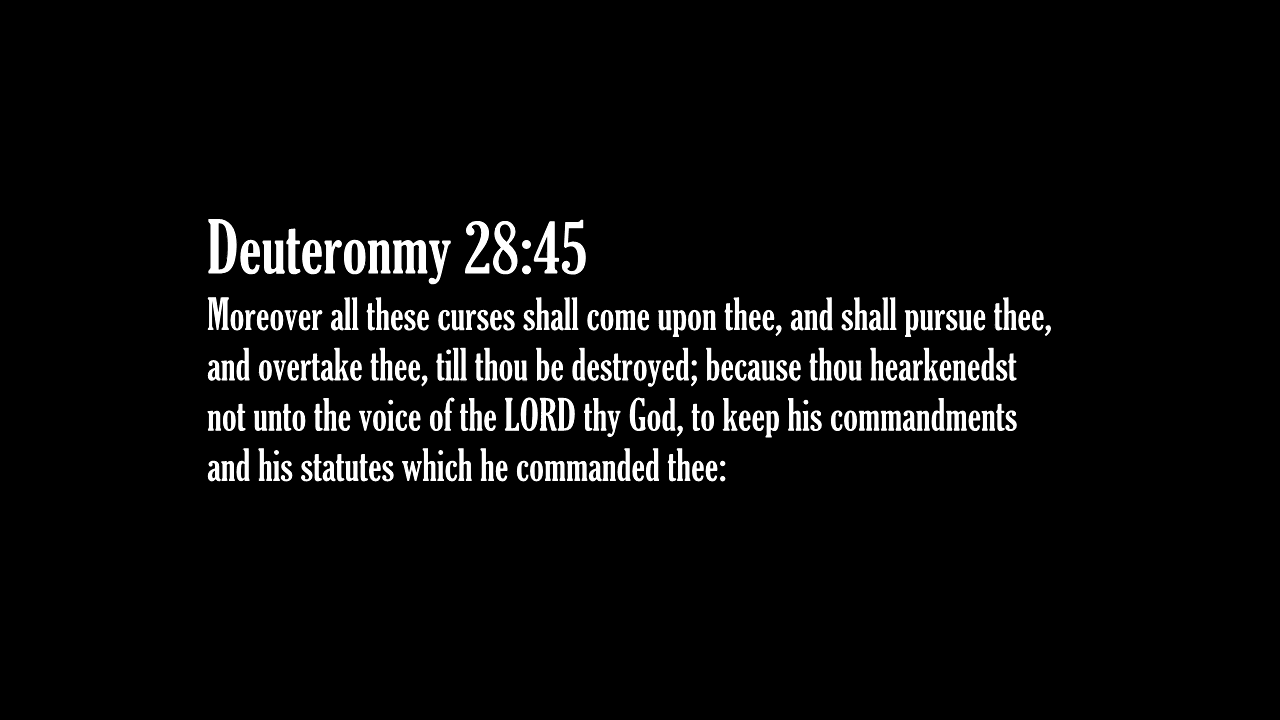 Deuteronmy 28:45
Moreover all these curses shall come upon thee, and shall pursue thee,
and overtake thee, till thou be destroyed; because thou hearkenedst
not unto the voice of the LORD thy God, to keep his commandments
and his statutes which he commanded thee: